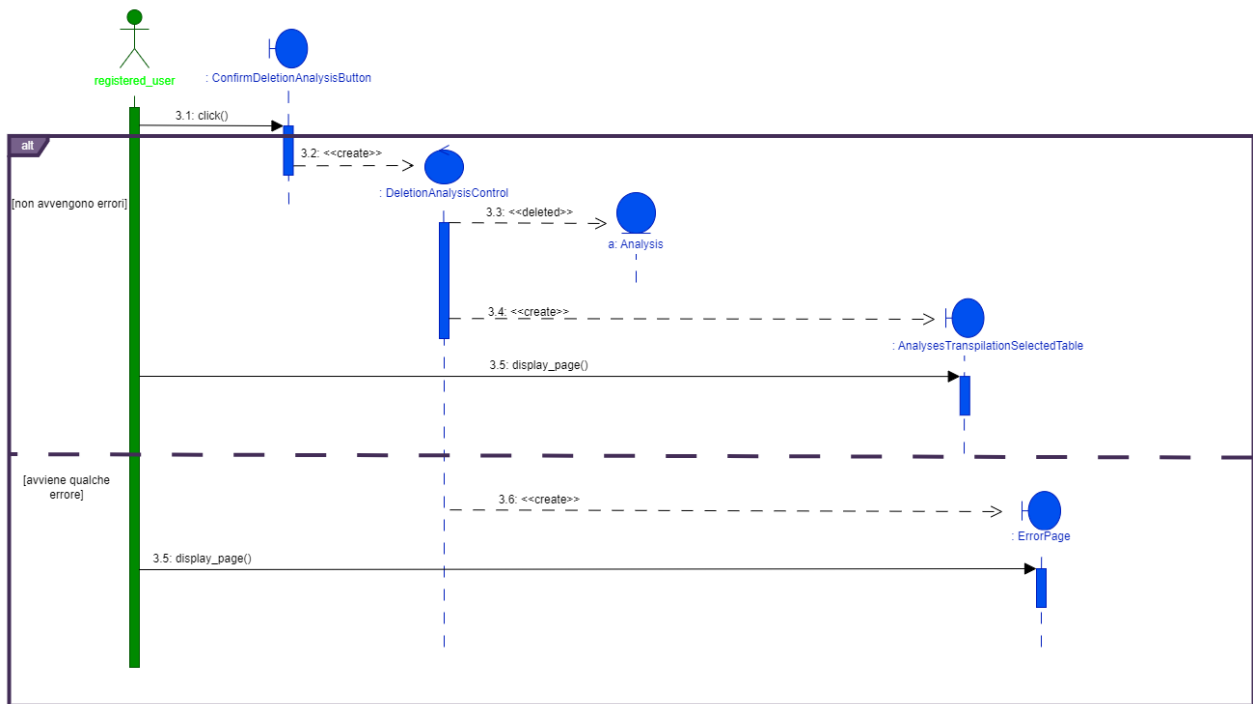 registered_user
: ConfirmDeletionAnalysisButton
3.1: click()
alt
3.2: <<create>>
: DeletionAnalysisControl
[non avvengono errori]
3.3: <<deleted>>
a: Analysis
3.4: <<create>>
: AnalysesTranspilationSelectedTable
3.5: display_page()
[avviene qualche
errore]
3.6: <<create>>
: ErrorPage
3.5: display_page()